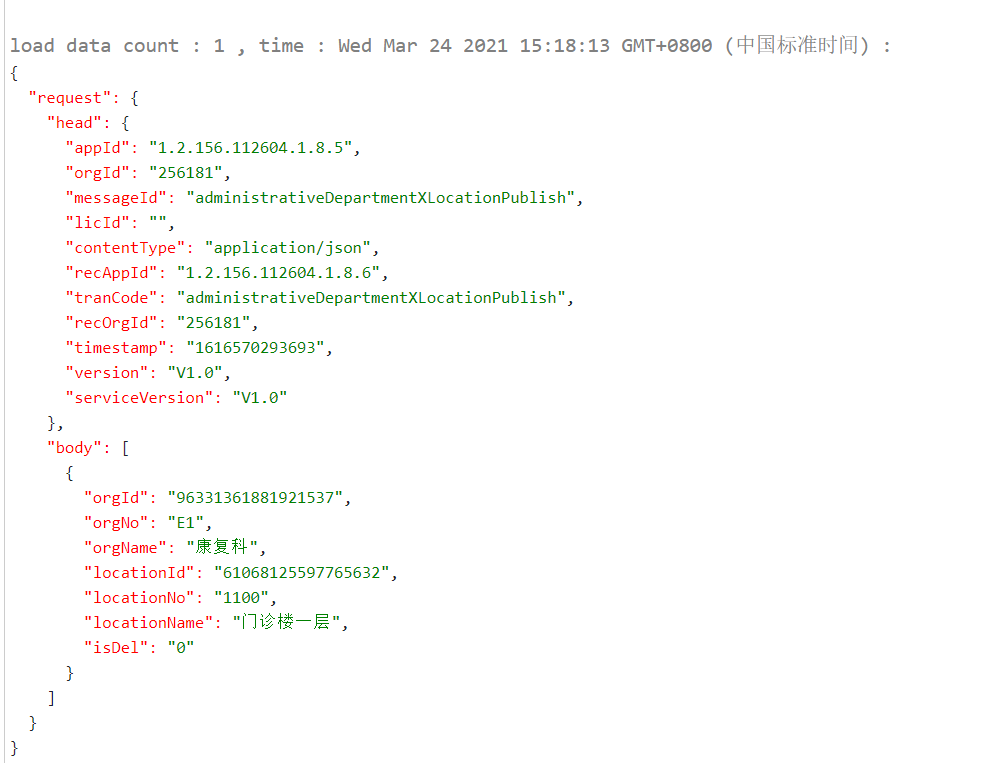 load data count : 1 , time : Wed Mar 24 2021 15:18:13 GMT+0800 (中国标准时间) :
{
  "request": {
    "head": {
      "appId": "1.2.156.112604.1.8.5",
      "orgId": "256181",
      "messageId": "administrativeDepartmentXLocationPublish",
      "licId": "",
      "contentType": "application/json",
      "recAppId": "1.2.156.112604.1.8.6",
      "tranCode": "administrativeDepartmentXLocationPublish",
      "recOrgId": "256181",
      "timestamp": "1616570293693",
      "version": "V1.0",
      "serviceVersion": "V1.0"
    },
    "body": [
      {
        "orgId": "96331361881921537",
        "orgNo": "E1",
        "orgName": "康复科",
        "locationId": "61068125597765632",
        "locationNo": "1100",
        "locationName": "门诊楼一层",
        "isDel": "0"
      }
    ]
  }
}